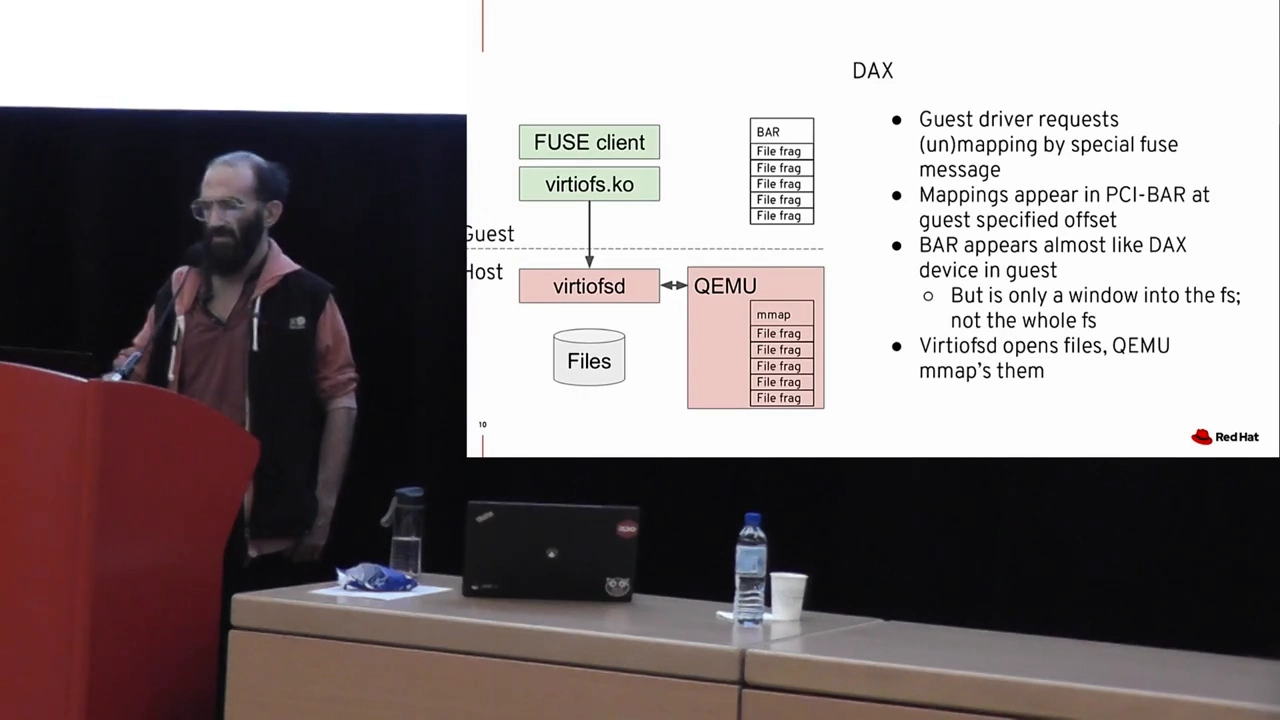 DAX
FUSE client
virtiofs.ko
Guest
Host
virtiofsd
Files
QEMU
BAR
File frag
File frag
File frag
File frag
File frag
mmap
File frag
File frag
File frag
File frag
File frag
● Guest driver requests
(un)mapping by special fuse
message
● Mappings appear in PCI-BAR at
guest specified offset
● BAR appears almost like DAX
device in guest
○ But is only a window into the fs;
not the whole fs
● Virtiofsd opens files, QEMU
mmap's them
10
Red Hat